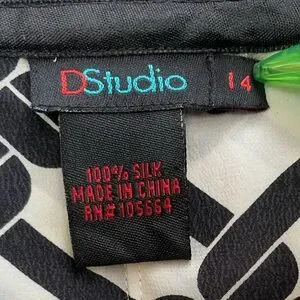 DStudio
14
100% SILK
MADE IN CHINA
RN# 105564